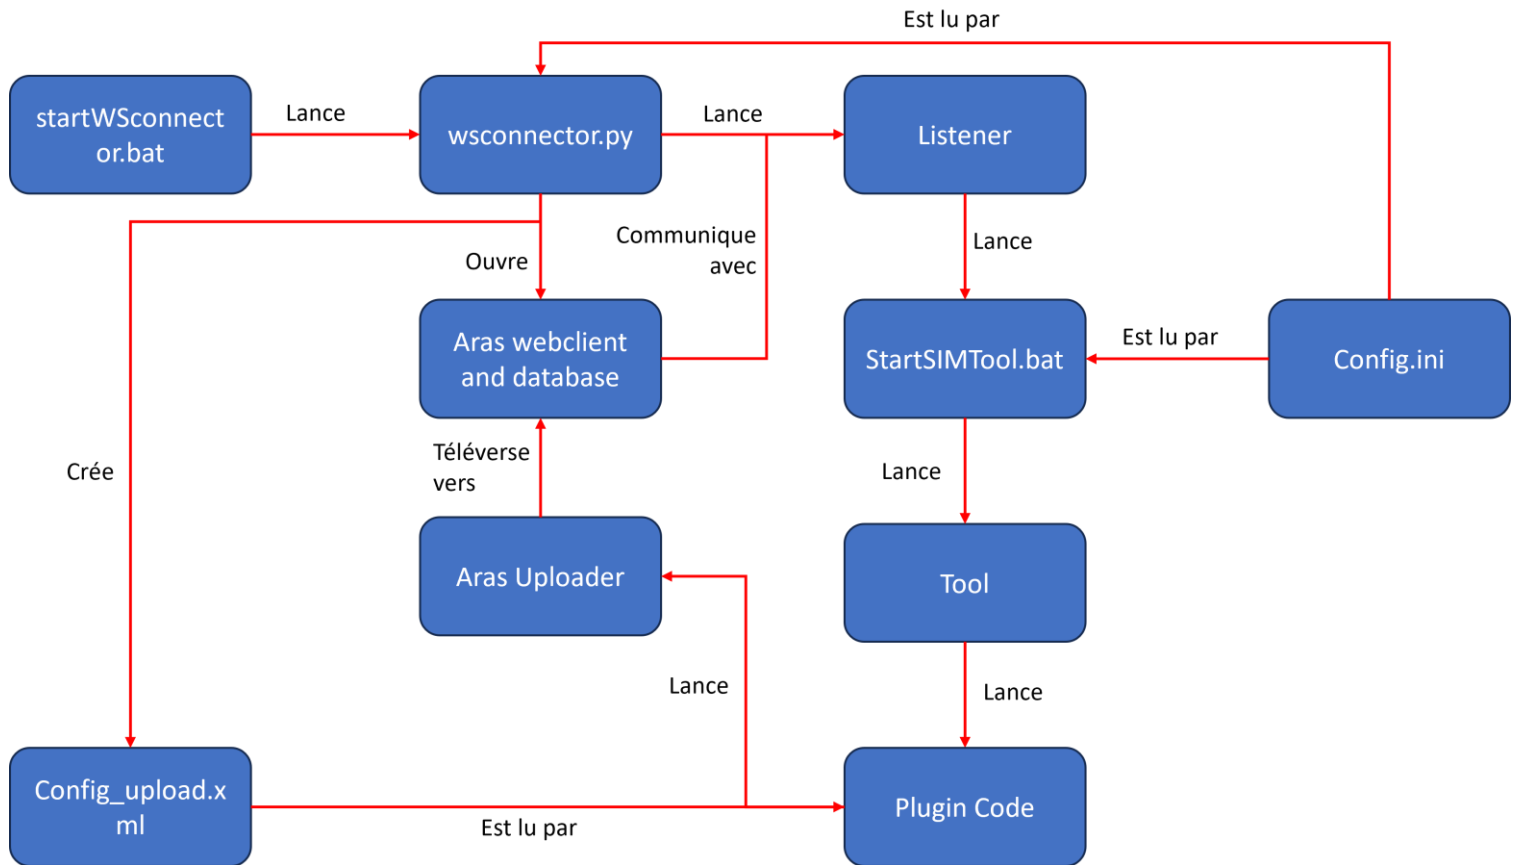 Est lu par
startWSconnect
or.bat
Lance
wsconnector.py
Lance
Listener
Communique
avec
Lance
Ouvre
Aras webclient
and database
StartSIMTool.bat
Est lu par
Config.ini
Crée
Téléverse
vers
Lance
Aras Uploader
Tool
Lance
Lance
Config_upload.x
ml
Est lu par
Plugin Code